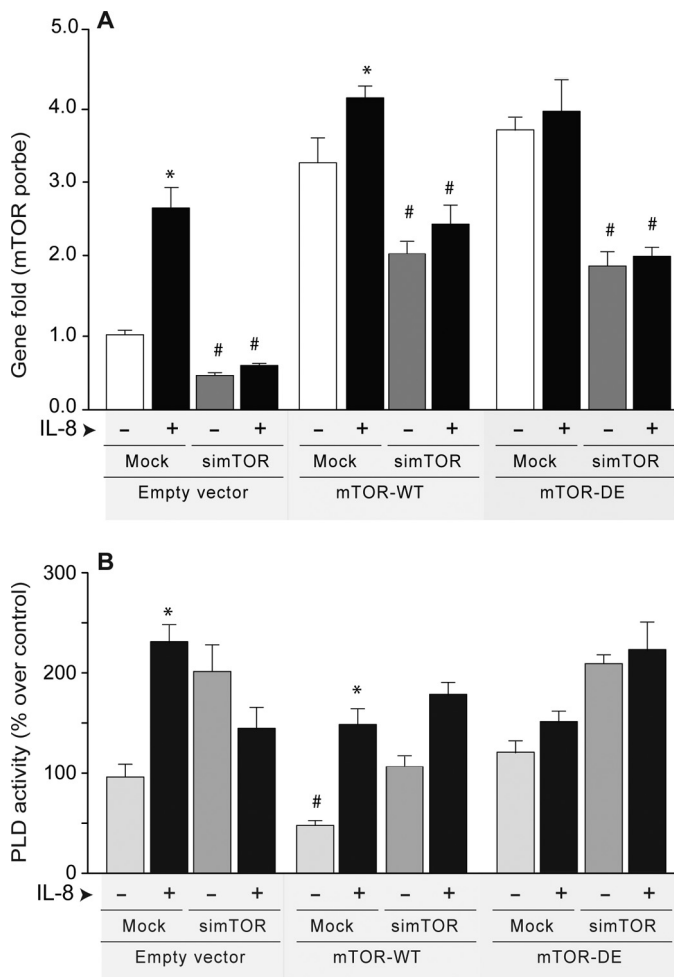 A
Gene fold (mTOR porbe)
5.0
4.0
3.0
2.0
1.0
0.0
*
*
# #
# #
# #
IL-8 ➤ – + – + – + – + – + – +
Mock simTOR Mock simTOR Mock simTOR
Empty vector mTOR-WT mTOR-DE
B
PLD activity (% over control)
300
200
100
0
*
*
#
IL-8 ➤ – + – + – + – + – + – +
Mock simTOR Mock simTOR Mock simTOR
Empty vector mTOR-WT mTOR-DE